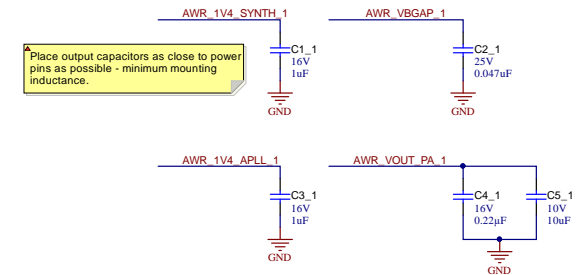 AWR_1V4_SYNTH_1
AWR_VBGAP_1
Place output capacitors as close to power
pins as possible - minimum mounting
inductance.
C1_1
16V
1uF
GND
C2_1
25V
0.047uF
GND
AWR_1V4_APLL_1
AWR_VOUT_PA_1
C3_1
16V
1uF
GND
C4_1
16V
0.22µF
C5_1
10V
10uF
GND